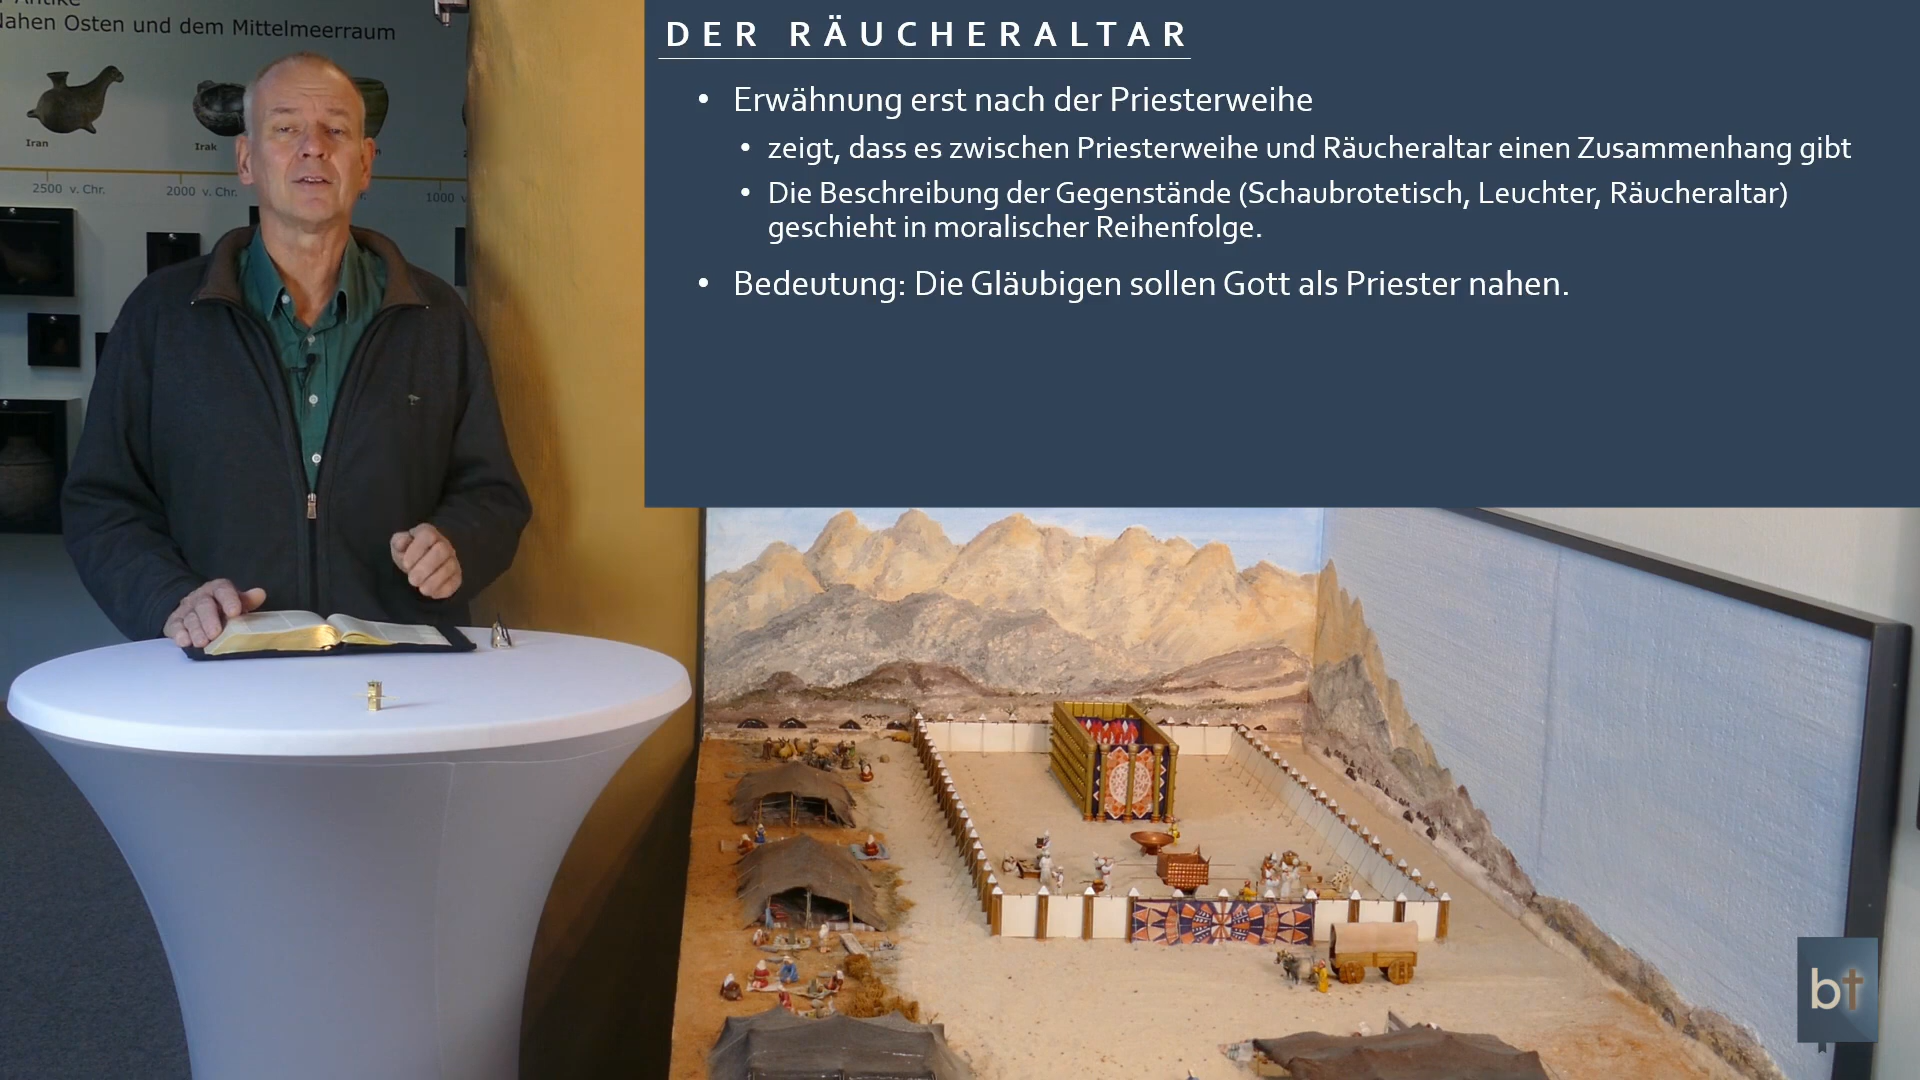 Antike
Nahen Osten und dem Mittelmeerraum
Iran
Irak
2500 v. Chr.
2000 v. Chr.
1000 v.
DER RÄUCHERALTAR
• Erwähnung erst nach der Priesterweihe
• zeigt, dass es zwischen Priesterweihe und Räucheraltar einen Zusammenhang gibt
• Die Beschreibung der Gegenstände (Schaubrotetisch, Leuchter, Räucheraltar)
geschieht in moralischer Reihenfolge.
• Bedeutung: Die Gläubigen sollen Gott als Priester nahen.
bt